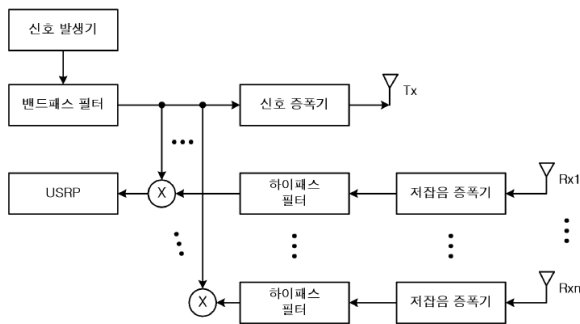 신호 발생기
밴드패스 필터
신호 증폭기
Tx
USRP
X
하이패스
필터
저잡음 증폭기
Rx1
X
하이패스
필터
저잡음 증폭기
Rxn